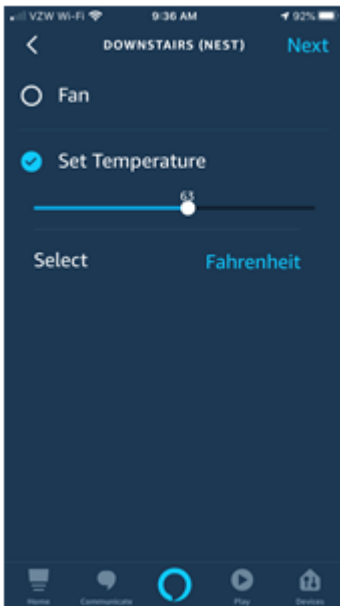 VZW Wi-Fi 9:36 AM 92%
DOWNSTAIRS (NEST) Next
Fan
Set Temperature
63
Select Fahrenheit
Home Communicate Play Devices